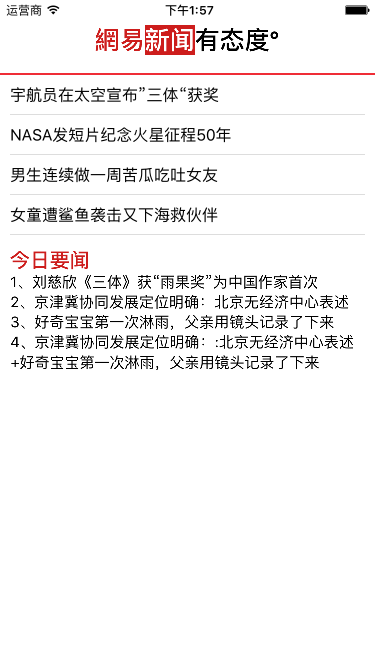 运营商 下午1:57
網易新闻有态度°
宇航员在太空宣布”三体“获奖
NASA发短片纪念火星征程50年
男生连续做一周苦瓜吃吐女友
女童遭鲨鱼袭击又下海救伙伴
今日要闻
1、刘慈欣《三体》获“雨果奖”为中国作家首次
2、京津冀协同发展定位明确：北京无经济中心表述
3、好奇宝宝第一次淋雨，父亲用镜头记录了下来
4、京津冀协同发展定位明确：:北京无经济中心表述
+好奇宝宝第一次淋雨，父亲用镜头记录了下来